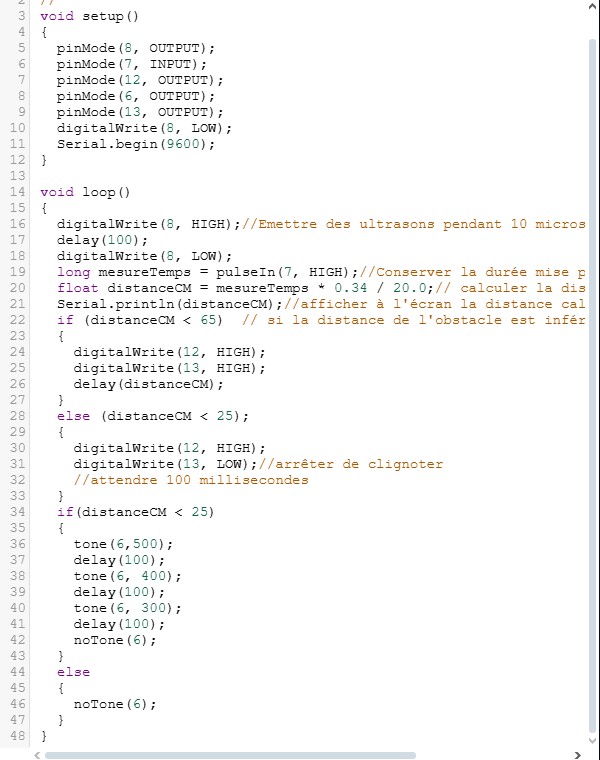 2 //
3 void setup()
4 {
5   pinMode(8, OUTPUT);
6   pinMode(7, INPUT);
7   pinMode(12, OUTPUT);
8   pinMode(6, OUTPUT);
9   pinMode(13, OUTPUT);
10   digitalWrite(8, LOW);
11   Serial.begin(9600);
12 }
13
14 void loop()
15 {
16   digitalWrite(8, HIGH);//Emettre des ultrasons pendant 10 micros
17   delay(100);
18   digitalWrite(8, LOW);
19   long mesureTemps = pulseIn(7, HIGH);//Conserver la durée mise p
20   float distanceCM = mesureTemps * 0.34 / 20.0;// calculer la dis
21   Serial.println(distanceCM);//afficher à l'écran la distance cal
22   if (distanceCM < 65)  // si la distance de l'obstacle est infér
23   {
24     digitalWrite(12, HIGH);
25     digitalWrite(13, HIGH);
26     delay(distanceCM);
27   }
28   else (distanceCM < 25);
29   {
30     digitalWrite(12, HIGH);
31     digitalWrite(13, LOW);//arrêter de clignoter
32     //attendre 100 millisecondes
33   }
34   if(distanceCM < 25)
35   {
36     tone(6,500);
37     delay(100);
38     tone(6, 400);
39     delay(100);
40     tone(6, 300);
41     delay(100);
42     noTone(6);
43   }
44   else
45   {
46     noTone(6);
47   }
48 }